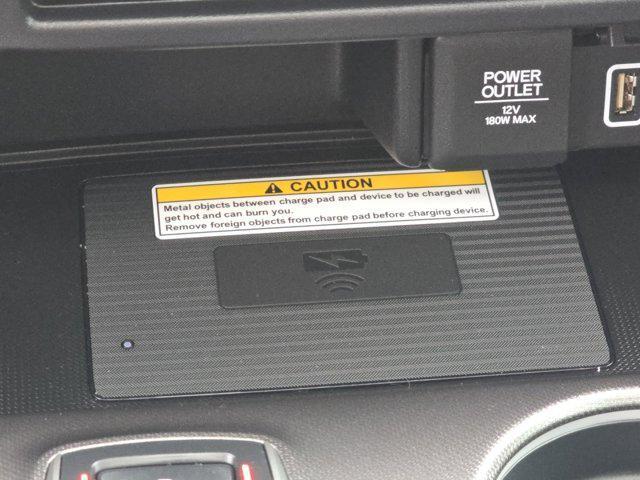 POWER
OUTLET
12V
180W MAX
CAUTION
Metal objects between charge pad and device to be charged will
get hot and can burn you.
Remove foreign objects from charge pad before charging device.